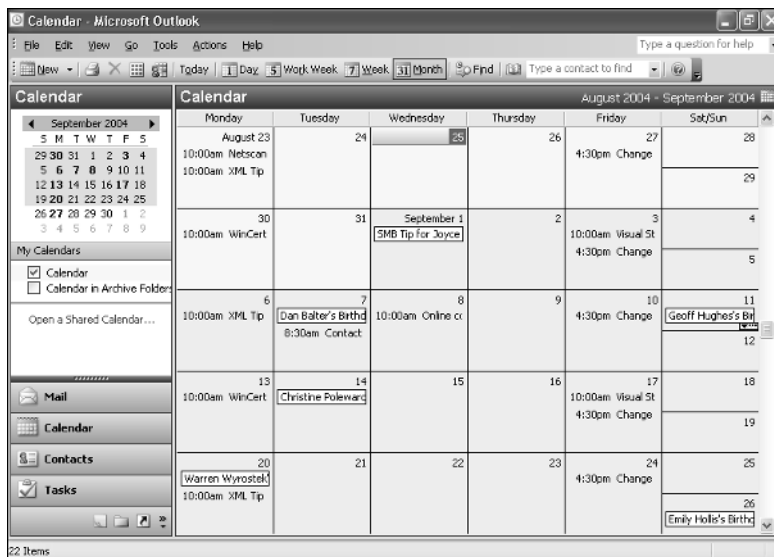 Calendar - Microsoft Outlook
File Edit View Go Tools Actions Help Type a question for help
New Today 1 Day 5 Work Week 7 Week 31 Month Find Type a contact to find
Calendar
September 2004
S M T W T F S
29 30 31 1 2 3 4
5 6 7 8 9 10 11
12 13 14 15 16 17 18
19 20 21 22 23 24 25
26 27 28 29 30 1 2
3 4 5 6 7 8 9
My Calendars
Calendar
Calendar in Archive Folders
Open a Shared Calendar...
Mail
Calendar
Contacts
Tasks
Calendar August 2004 - September 2004
Monday Tuesday Wednesday Thursday Friday Sat/Sun
August 23 24 25 26 27 28
10:00am Netscan 4:30pm Change
10:00am XML Tip
29
30 31 September 1 2 3 4
10:00am WinCert SMB Tip for Joyce 10:00am Visual St
4:30pm Change
5
6 7 8 9 10 11
10:00am XML Tip Dan Balter's Birthd 10:00am Online cc 4:30pm Change Geoff Hughes's Bir
8:30am Contact
12
13 14 15 16 17 18
10:00am WinCert Christine Poleward 10:00am Visual St
4:30pm Change
19
20 21 22 23 24 25
Warren Wyrostek' 4:30pm Change
10:00am XML Tip
26
Emily Hollis's Birthd
22 Items